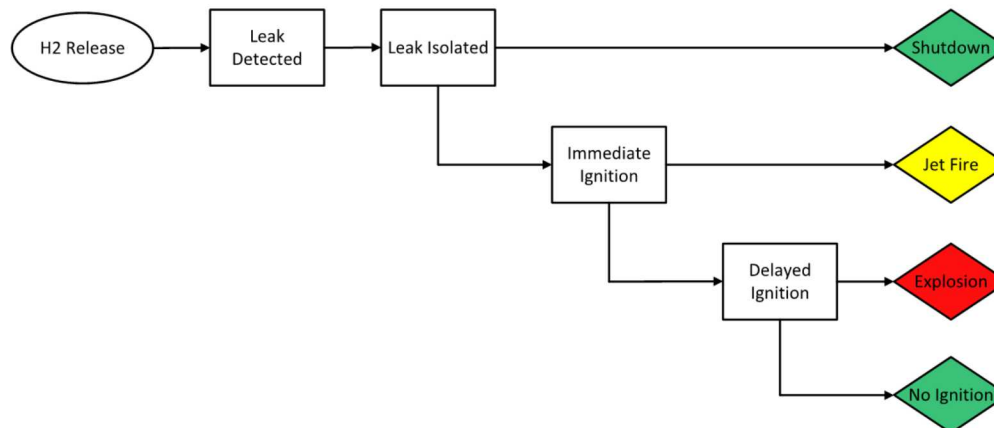 H2 Release
Leak
Detected
Leak Isolated
Shutdown
Immediate
Ignition
Jet Fire
Delayed
Ignition
Explosion
No Ignition